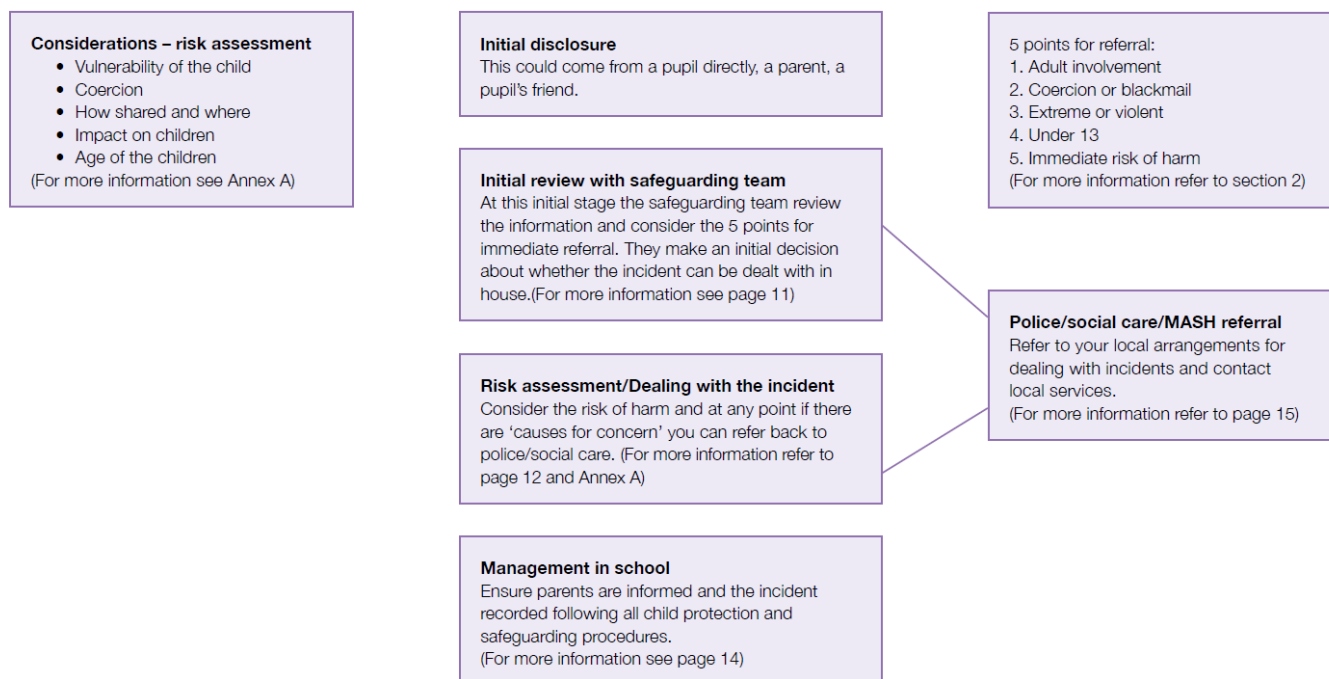 Considerations – risk assessment
• Vulnerability of the child
• Coercion
• How shared and where
• Impact on children
• Age of the children
(For more information see Annex A)
Initial disclosure
This could come from a pupil directly, a parent, a
pupil's friend.
Initial review with safeguarding team
At this initial stage the safeguarding team review
the information and consider the 5 points for
immediate referral. They make an initial decision
about whether the incident can be dealt with in
house.(For more information see page 11)
Risk assessment/Dealing with the incident
Consider the risk of harm and at any point if there
are ‘causes for concern’ you can refer back to
police/social care. (For more information refer to
page 12 and Annex A)
Management in school
Ensure parents are informed and the incident
recorded following all child protection and
safeguarding procedures.
(For more information see page 14)
5 points for referral:
1. Adult involvement
2. Coercion or blackmail
3. Extreme or violent
4. Under 13
5. Immediate risk of harm
(For more information refer to section 2)
Police/social care/MASH referral
Refer to your local arrangements for
dealing with incidents and contact
local services.
(For more information refer to page 15)